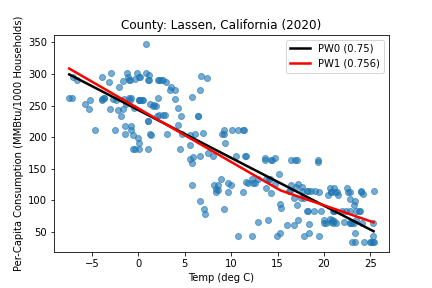 County: Lassen, California (2020)
Per-Capita Consumption (MMBtu/1000 Households)
350
300
250
200
150
100
50
PW0 (0.75)
PW1 (0.756)
−5 0 5 10 15 20 25
Temp (deg C)